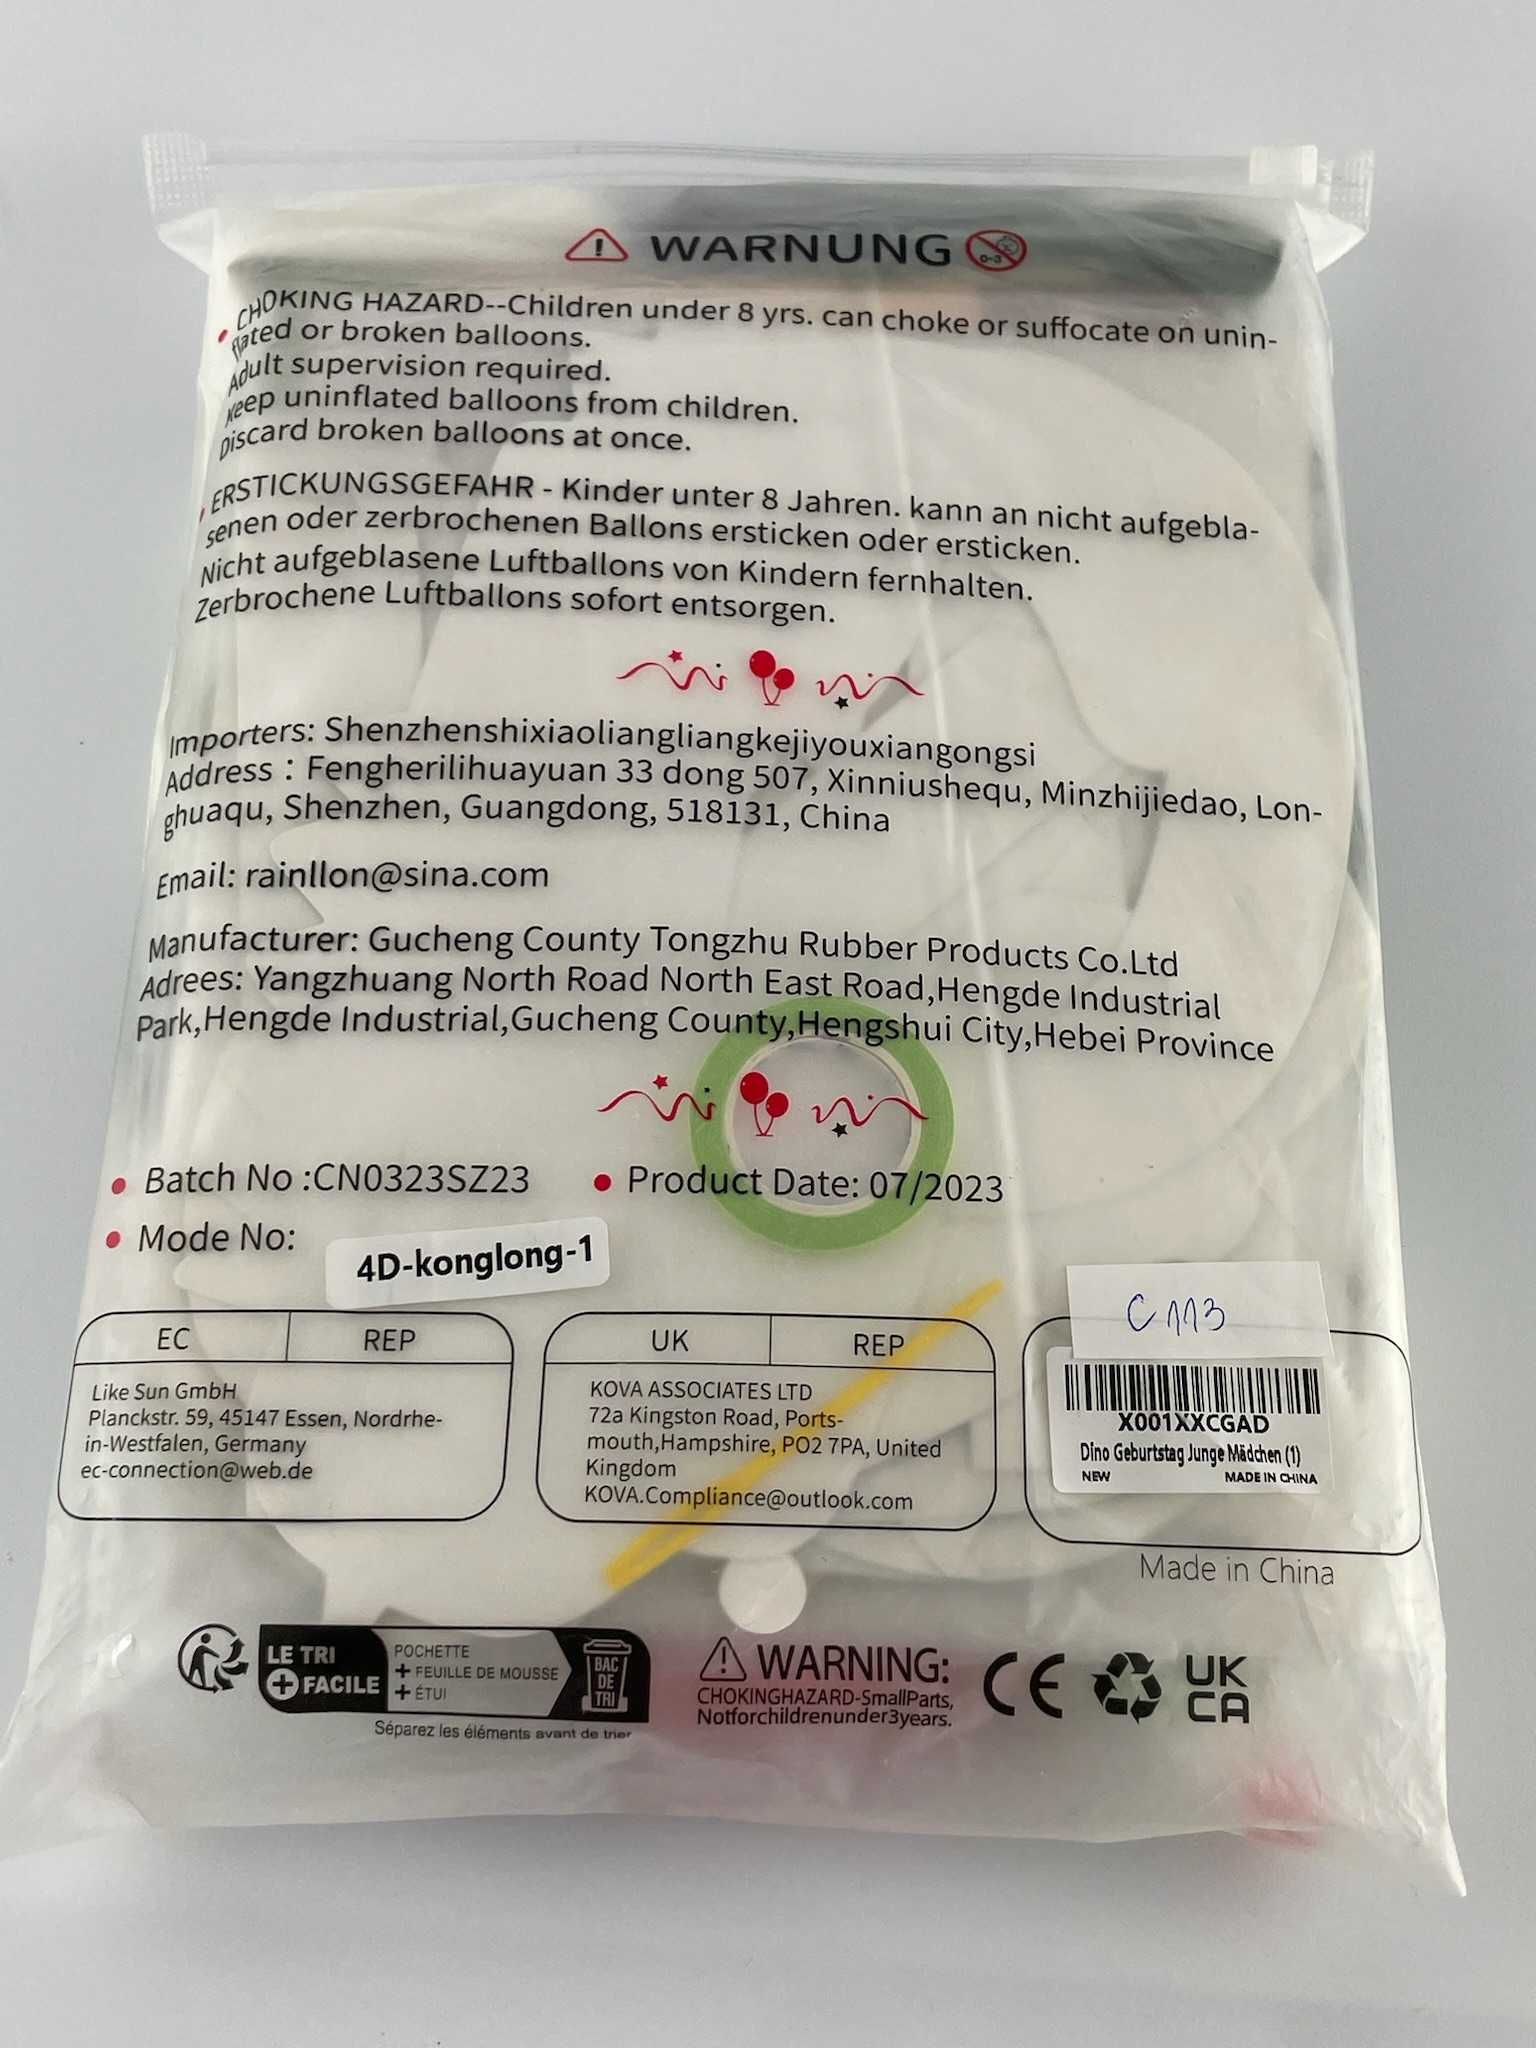 WARNUNG
0-3
CHOKING HAZARD--Children under 8 yrs. can choke or suffocate on unin-
flated or broken balloons.
Adult supervision required.
Keep uninflated balloons from children.
Discard broken balloons at once.
ERSTICKUNGSGEFAHR - Kinder unter 8 Jahren. kann an nicht aufgebla-
senen oder zerbrochenen Ballons ersticken oder ersticken.
Nicht aufgeblasene Luftballons von Kindern fernhalten.
Zerbrochene Luftballons sofort entsorgen.
Importers: Shenzhenshixiaoliangliangkejiyouxiangongsi
Address : Fengherilihuayuan 33 dong 507, Xinniushequ, Minzhijiedao, Lon-
ghuaqu, Shenzhen, Guangdong, 518131, China
Email: rainllon@sina.com
Manufacturer: Gucheng County Tongzhu Rubber Products Co.Ltd
Adrees: Yangzhuang North Road North East Road,Hengde Industrial
Park,Hengde Industrial,Gucheng County,Hengshui City,Hebei Province
Batch No :CN0323SZ23
Product Date: 07/2023
Mode No:
4D-konglong-1
EC REP
Like Sun GmbH
Planckstr. 59, 45147 Essen, Nordrhe-
in-Westfalen, Germany
ec-connection@web.de
UK REP
KOVA ASSOCIATES LTD
72a Kingston Road, Ports-
mouth,Hampshire, PO2 7PA, United
Kingdom
KOVA.Compliance@outlook.com
C113
X001XXCGAD
Dino Geburtstag Junge Mädchen (1)
NEW MADE IN CHINA
Made in China
LE TRI
+ FACILE
POCHETTE
+ FEUILLE DE MOUSSE
+ ÉTUI
BAC
DE
TRI
Séparez les éléments avant de trier
WARNING:
CHOKINGHAZARD-SmallParts,
Notforchildrenunder3years.
CE
UK
CA